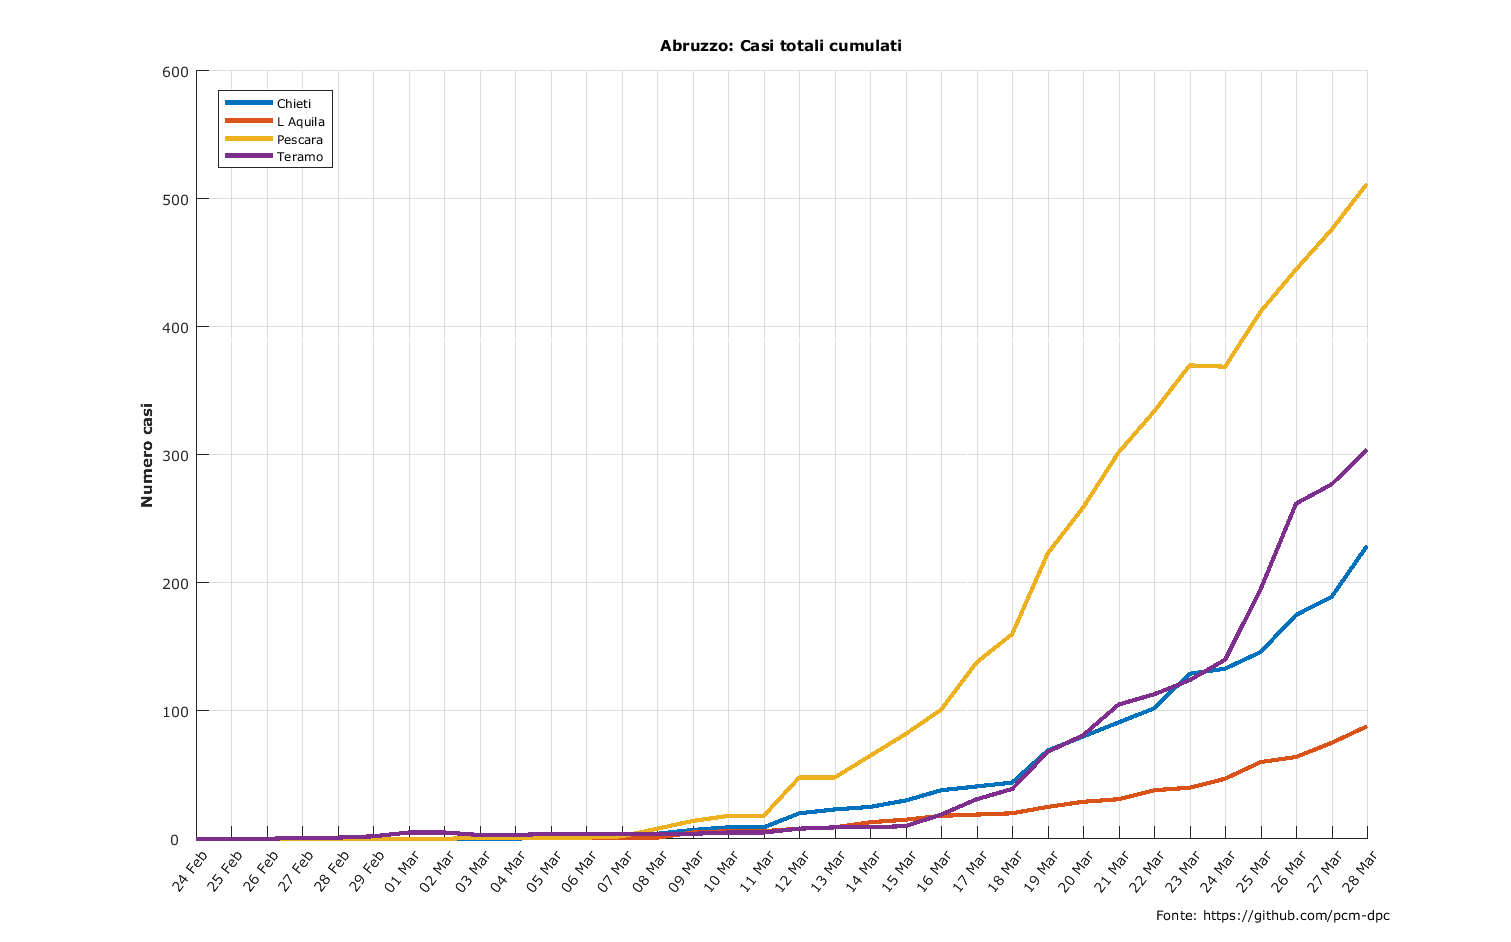 Abruzzo: Casi totali cumulati
600
500
400
300
200
100
0
Numero casi
Chieti
L Aquila
Pescara
Teramo
24 Feb
25 Feb
26 Feb
27 Feb
28 Feb
29 Feb
01 Mar
02 Mar
03 Mar
04 Mar
05 Mar
06 Mar
07 Mar
08 Mar
09 Mar
10 Mar
11 Mar
12 Mar
13 Mar
14 Mar
15 Mar
16 Mar
17 Mar
18 Mar
19 Mar
20 Mar
21 Mar
22 Mar
23 Mar
24 Mar
25 Mar
26 Mar
27 Mar
28 Mar
Fonte: https://github.com/pcm-dpc